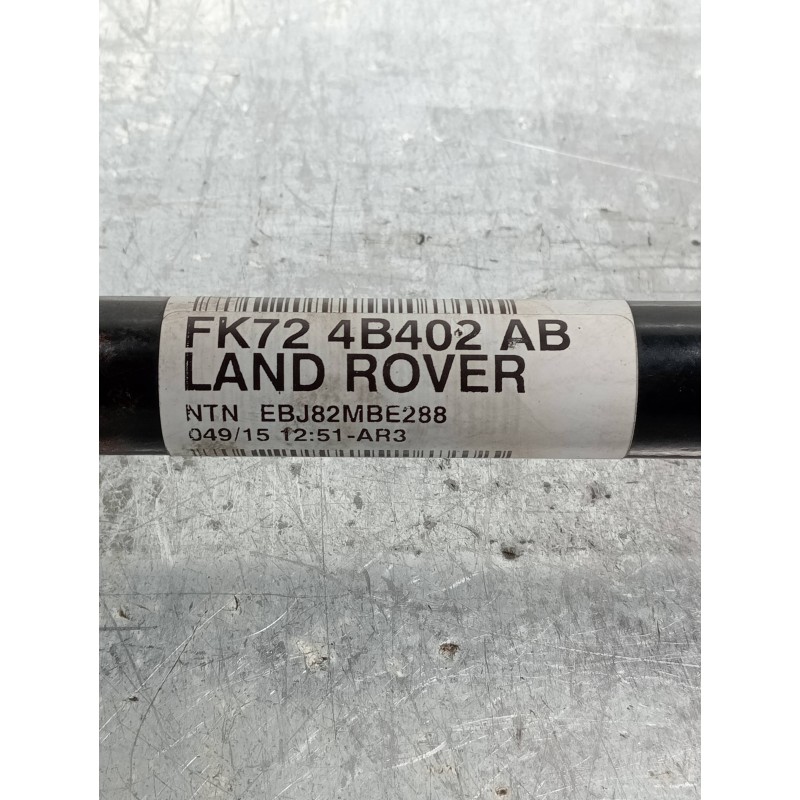 FK72 4B402 AB
LAND ROVER
NTN EBJ82MBE288
049/15 12:51-AR3